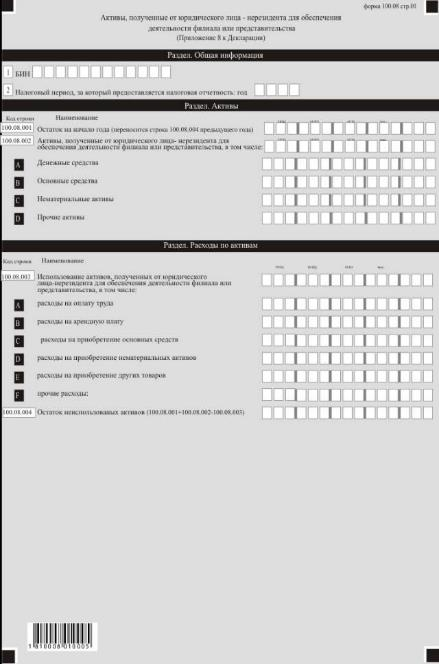 форма 100.08 стр.01
Активы, полученные от юридического лица - нерезидента для обеспечения
деятельности филиала или представительства
(Приложение 8 к Декларации)
Раздел. Общая информация
1 БИН
2 Налоговый период, за который предоставляется налоговая отчетность: год
Раздел. Активы
Код строки Наименование
100.08.001 Остаток на начало года (переносится строка 100.08.004 предыдущего года)
100.08.002 Активы, полученные от юридического лица- нерезидента для
обеспечения деятельности филиала или представительства, в том числе:
A Денежные средства
B Основные средства
C Нематериальные активы
D Прочие активы
Раздел. Расходы по активам
Код строки Наименование
100.08.003 Использование активов, полученных от юридического
лица-нерезидента для обеспечения деятельности филиала или
представительства, в том числе:
A расходы на оплату труда
B расходы на арендную плату
C расходы на приобретение основных средств
D расходы на приобретение нематериальных активов
E расходы на приобретение других товаров
F прочие расходы:
100.08.004 Остаток неиспользованых активов (100.08.001+100.08.002-100.08.003)
1810008010005